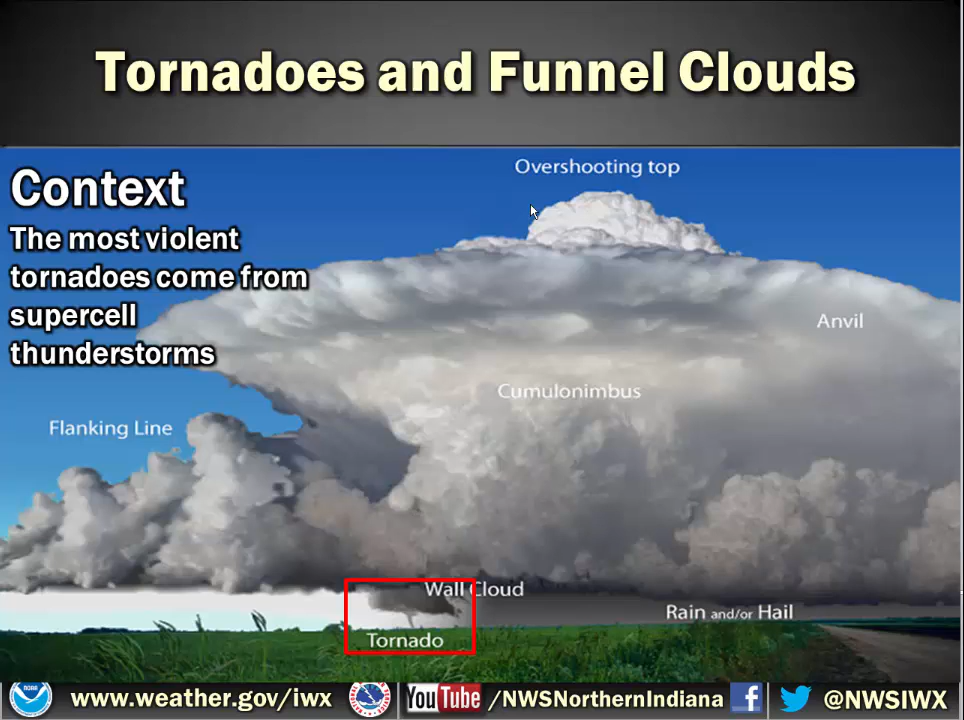 Tornadoes and Funnel Clouds
Overshooting top
Context
The most violent
tornadoes come from
supercell
thunderstorms
Anvil
Cumulonimbus
Flanking Line
Wall Cloud
Rain and/or Hail
Tornado
NOAA
www.weather.gov/iwx
YouTube /NWSNorthernIndiana
@NWSIWX